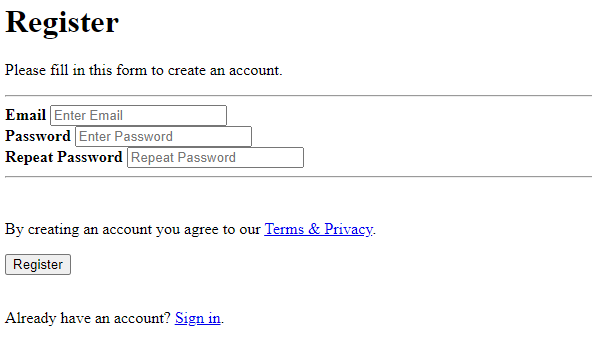 Register
Please fill in this form to create an account.
Email Enter Email
Password Enter Password
Repeat Password Repeat Password
By creating an account you agree to our Terms & Privacy.
Register
Already have an account? Sign in.